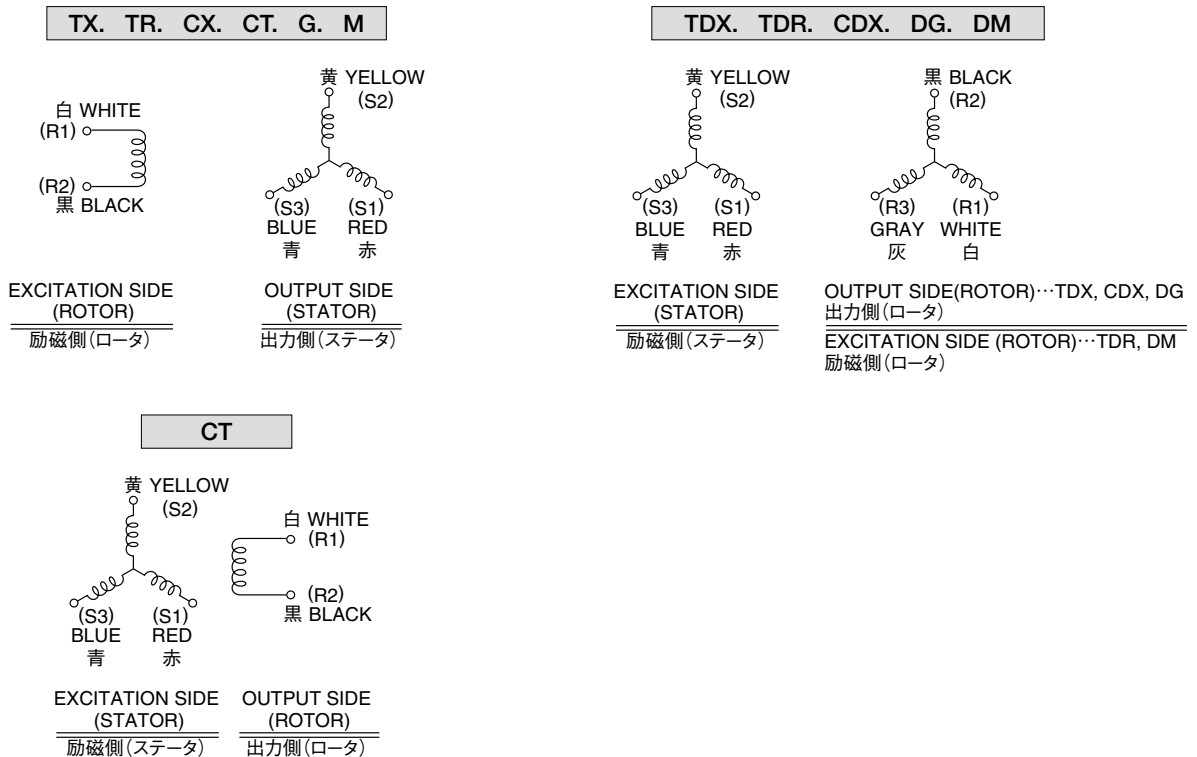 TX. TR. CX. CT. G. M
白 WHITE
(R1)
(R2)
黒 BLACK
黄 YELLOW
(S2)
(S3) (S1)
BLUE RED
青 赤
EXCITATION SIDE
(ROTOR)
励磁側(ロータ)
OUTPUT SIDE
(STATOR)
出力側(ステータ)
TDX. TDR. CDX. DG. DM
黄 YELLOW
(S2)
(S3) (S1)
BLUE RED
青 赤
黒 BLACK
(R2)
(R3) (R1)
GRAY WHITE
灰 白
EXCITATION SIDE
(STATOR)
励磁側(ステータ)
OUTPUT SIDE(ROTOR)…TDX, CDX, DG
出力側(ロータ)
EXCITATION SIDE (ROTOR)…TDR, DM
励磁側(ロータ)
CT
黄 YELLOW
(S2)
(S3) (S1)
BLUE RED
青 赤
白 WHITE
(R1)
(R2)
黒 BLACK
EXCITATION SIDE
(STATOR)
励磁側(ステータ)
OUTPUT SIDE
(ROTOR)
出力側(ロータ)